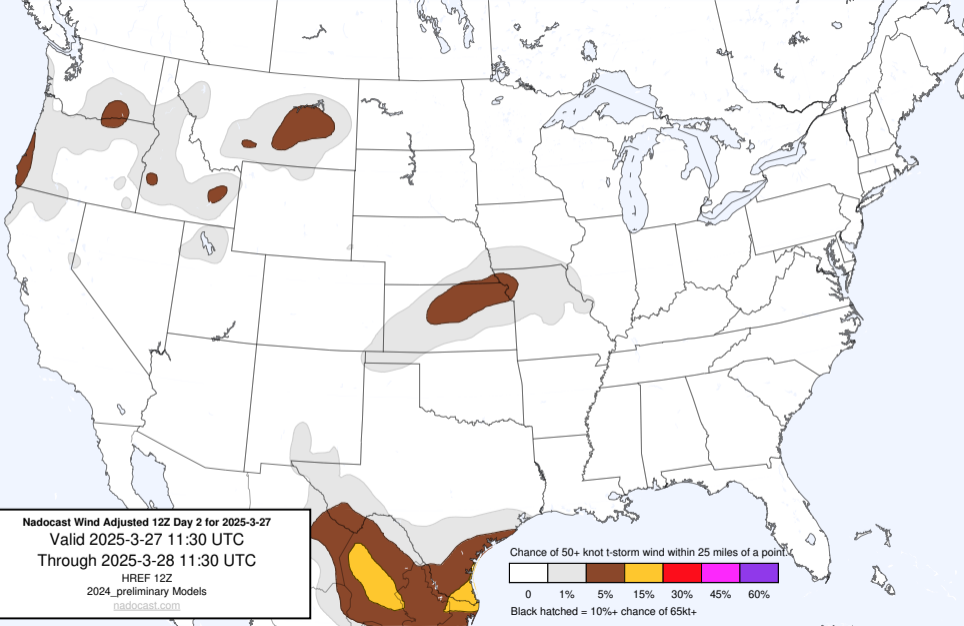 Nadocast Wind Adjusted 12Z Day 2 for 2025-3-27
Valid 2025-3-27 11:30 UTC
Through 2025-3-28 11:30 UTC
HREF 12Z
2024_preliminary Models
nadocast.com
Chance of 50+ knot t-storm wind within 25 miles of a point.
0 1% 5% 15% 30% 45% 60%
Black hatched = 10%+ chance of 65kt+